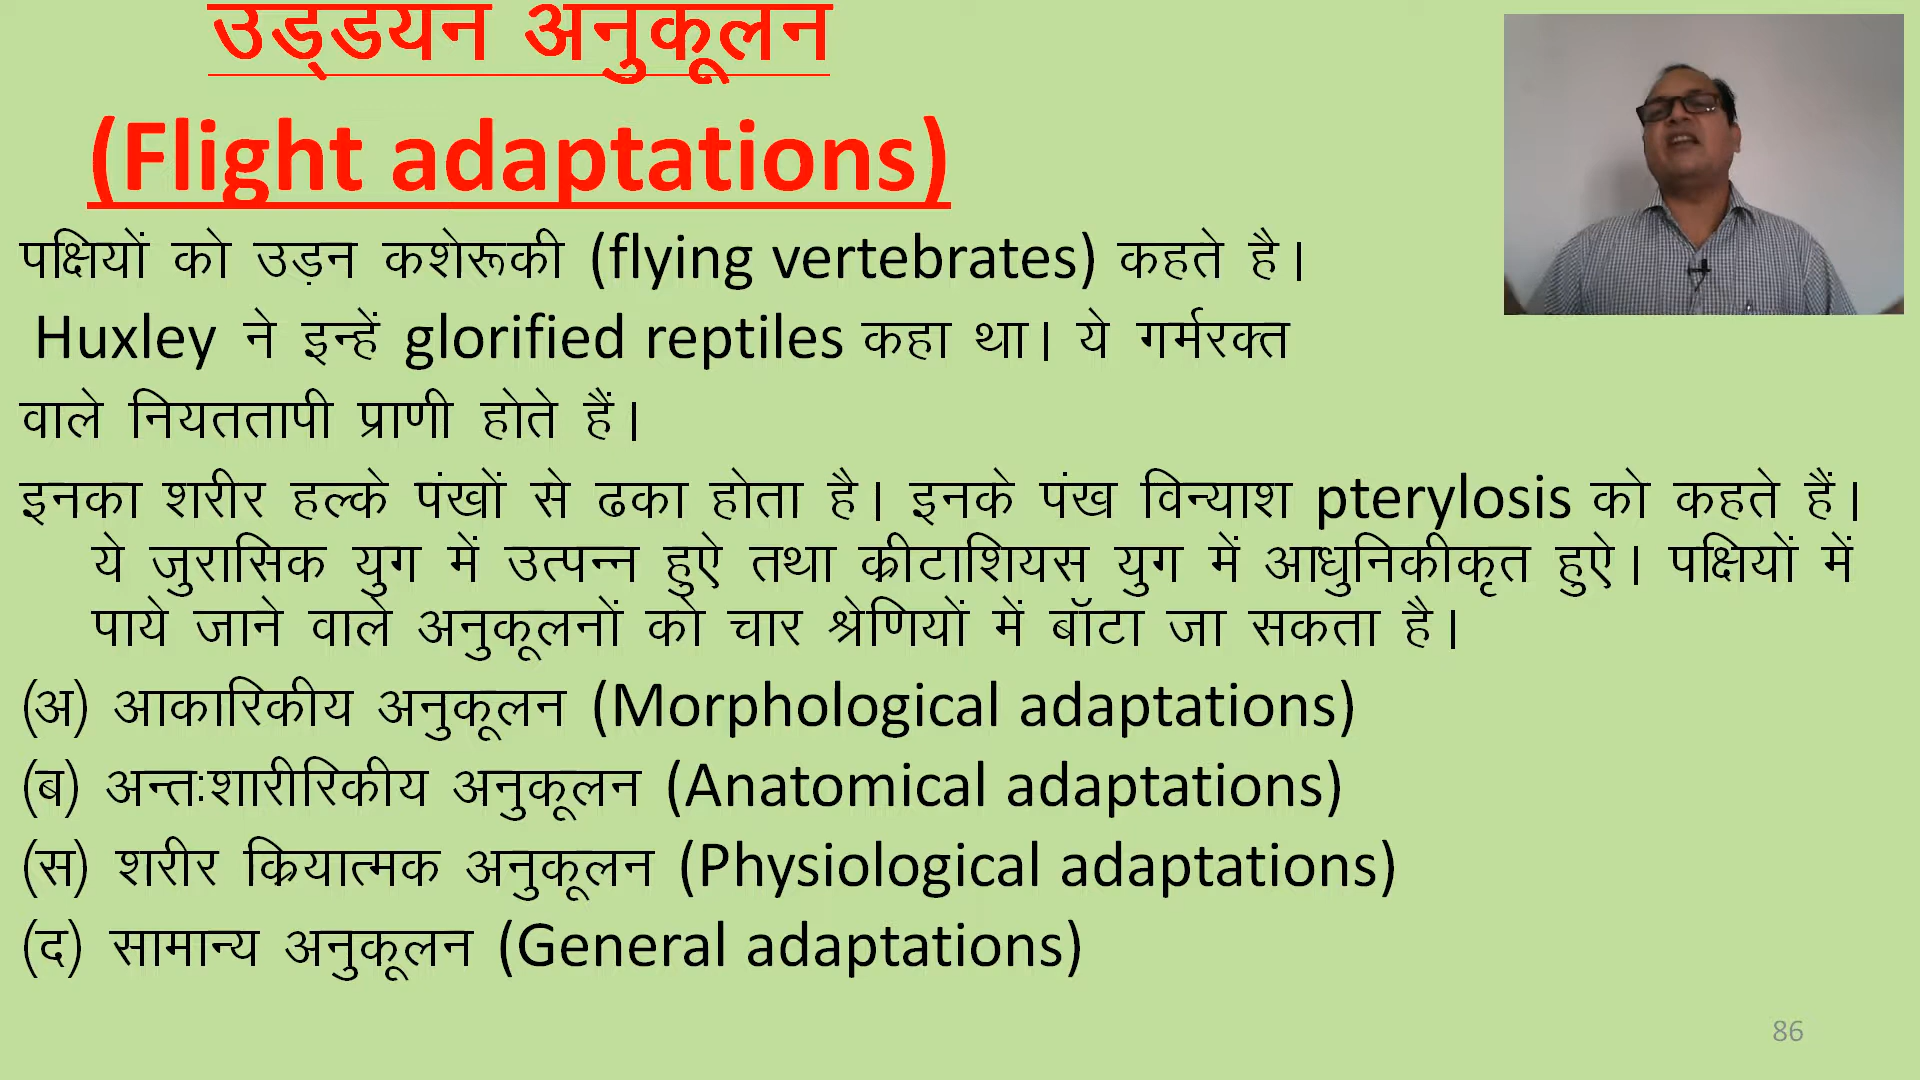 उड्डयन अनुकूलन
(Flight adaptations)
पक्षियों को उड़न कशेरूकी (flying vertebrates) कहते है।
Huxley ने इन्हें glorified reptiles कहा था। ये गर्मरक्त
वाले नियततापी प्राणी होते हैं।
इनका शरीर हल्के पंखों से ढका होता है। इनके पंख विन्याश pterylosis को कहते हैं।
ये जुरासिक युग में उत्पन्न हुऐ तथा क्रीटाशियस युग में आधुनिकीकृत हुऐ। पक्षियों में
पाये जाने वाले अनुकूलनों को चार श्रेणियों में बॉटा जा सकता है।
(अ) आकारिकीय अनुकूलन (Morphological adaptations)
(ब) अन्तःशारीरिकीय अनुकूलन (Anatomical adaptations)
(स) शरीर क्रियात्मक अनुकूलन (Physiological adaptations)
(द) सामान्य अनुकूलन (General adaptations)
86